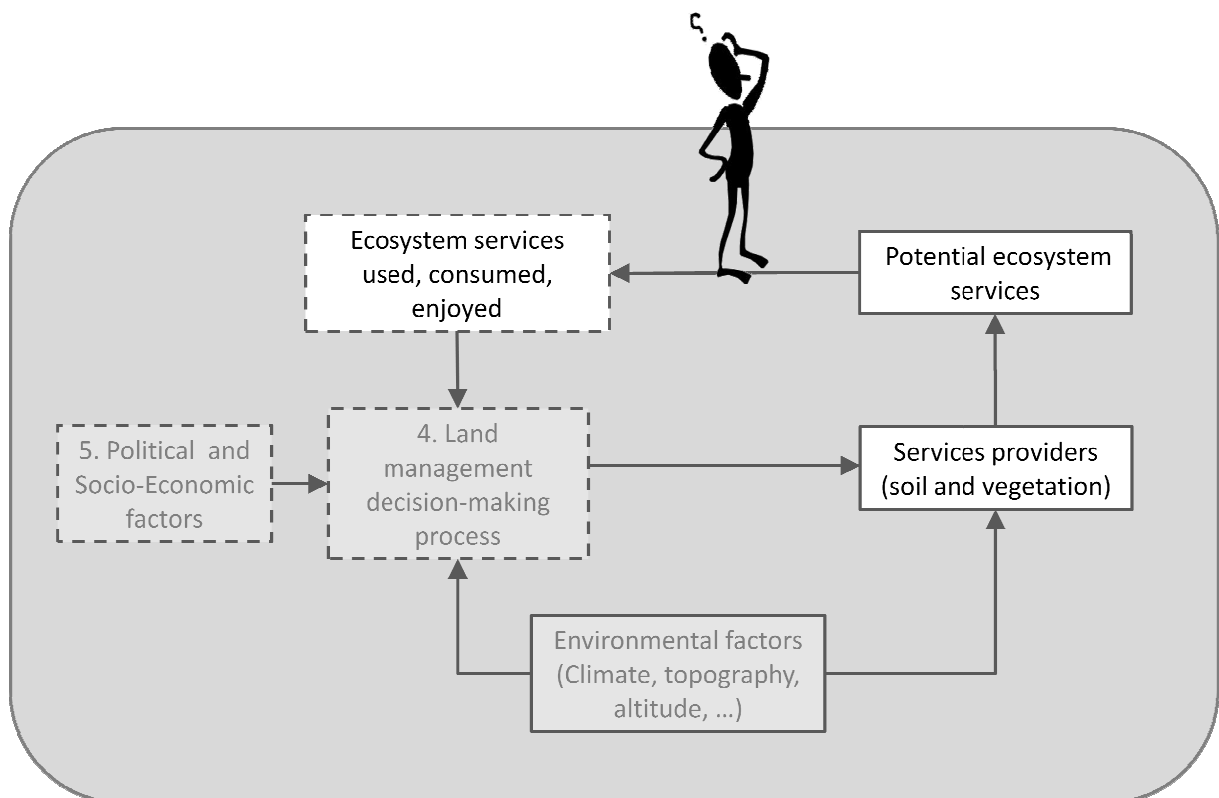 Ecosystem services
used, consumed,
enjoyed
Potential ecosystem
services
5. Political and
Socio-Economic
factors
4. Land
management
decision-making
process
Services providers
(soil and vegetation)
Environmental factors
(Climate, topography,
altitude, ...)